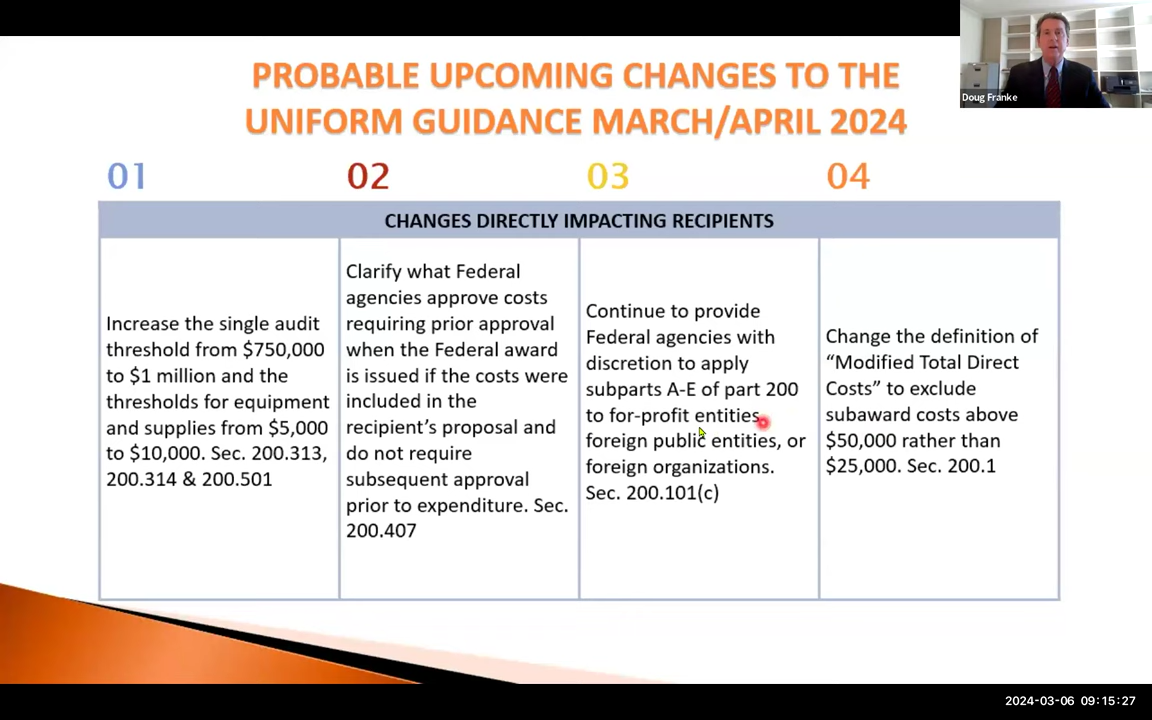 PROBABLE UPCOMING CHANGES TO THE
UNIFORM GUIDANCE MARCH/APRIL 2024
Doug Franke
01
02
03
04
CHANGES DIRECTLY IMPACTING RECIPIENTS
Increase the single audit
threshold from $750,000
to $1 million and the
thresholds for equipment
and supplies from $5,000
to $10,000. Sec. 200.313,
200.314 & 200.501
Clarify what Federal
agencies approve costs
requiring prior approval
when the Federal award
is issued if the costs were
included in the
recipient’s proposal and
do not require
subsequent approval
prior to expenditure. Sec.
200.407
Continue to provide
Federal agencies with
discretion to apply
subparts A-E of part 200
to for-profit entities,
foreign public entities, or
foreign organizations.
Sec. 200.101(c)
Change the definition of
“Modified Total Direct
Costs” to exclude
subaward costs above
$50,000 rather than
$25,000. Sec. 200.1
2024-03-06 09:15:27